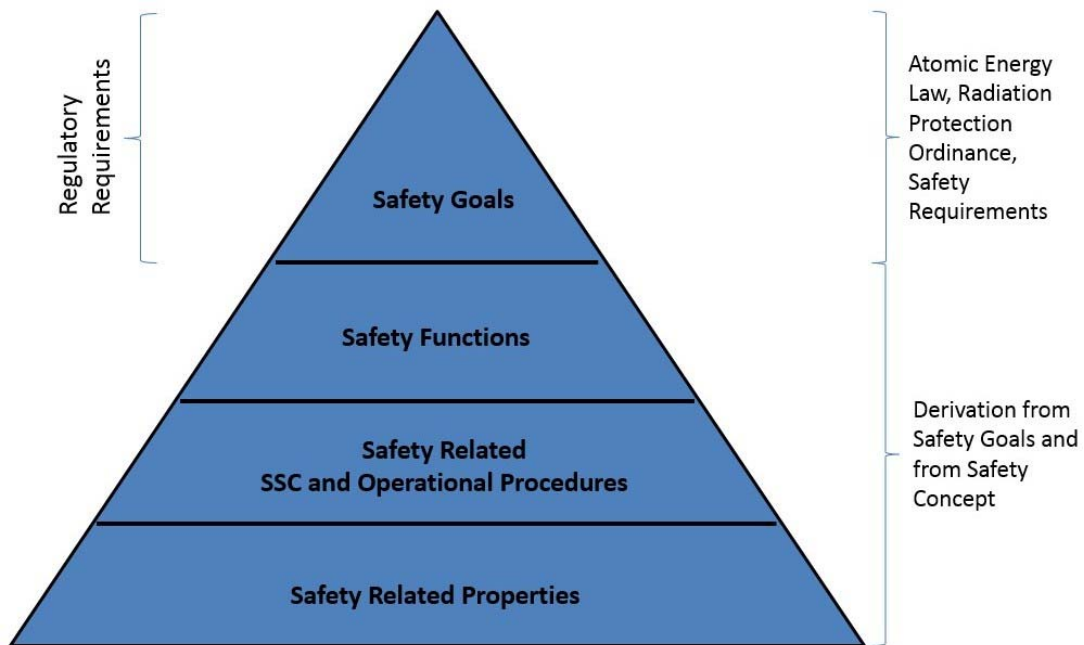 Regulatory
Requirements
Safety Goals
Safety Functions
Safety Related
SSC and Operational Procedures
Safety Related Properties
Atomic Energy
Law, Radiation
Protection
Ordinance,
Safety
Requirements
Derivation from
Safety Goals and
from Safety
Concept